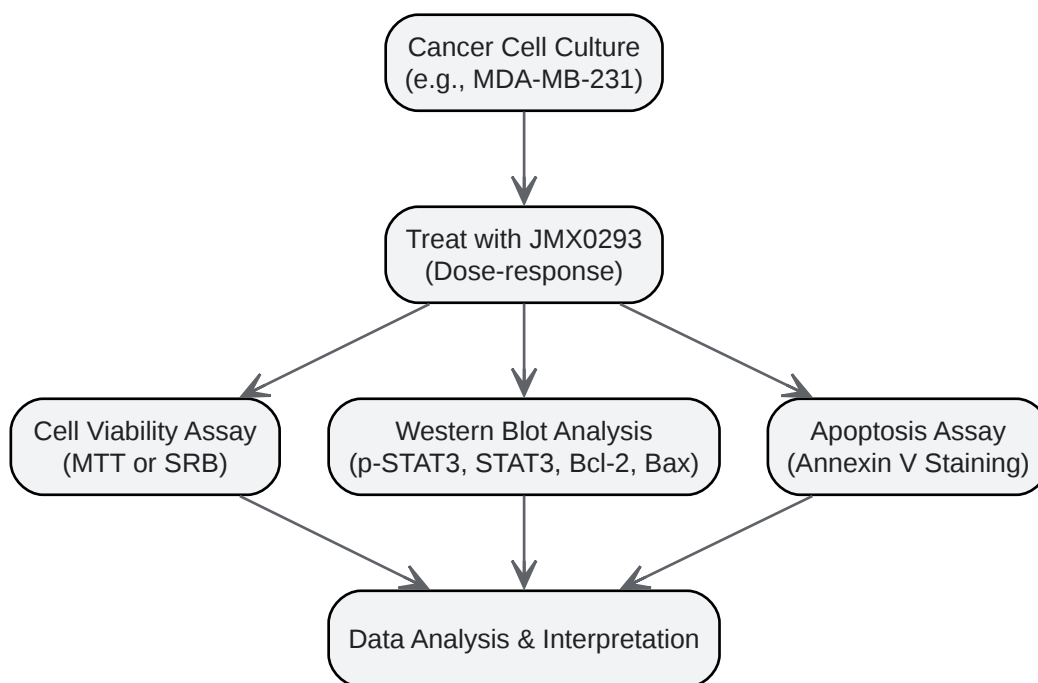 Cancer Cell Culture
(e.g., MDA-MB-231)
Treat with JMX0293
(Dose-response)
Cell Viability Assay
(MTT or SRB)
Western Blot Analysis
(p-STAT3, STAT3, Bcl-2, Bax)
Apoptosis Assay
(Annexin V Staining)
Data Analysis & Interpretation